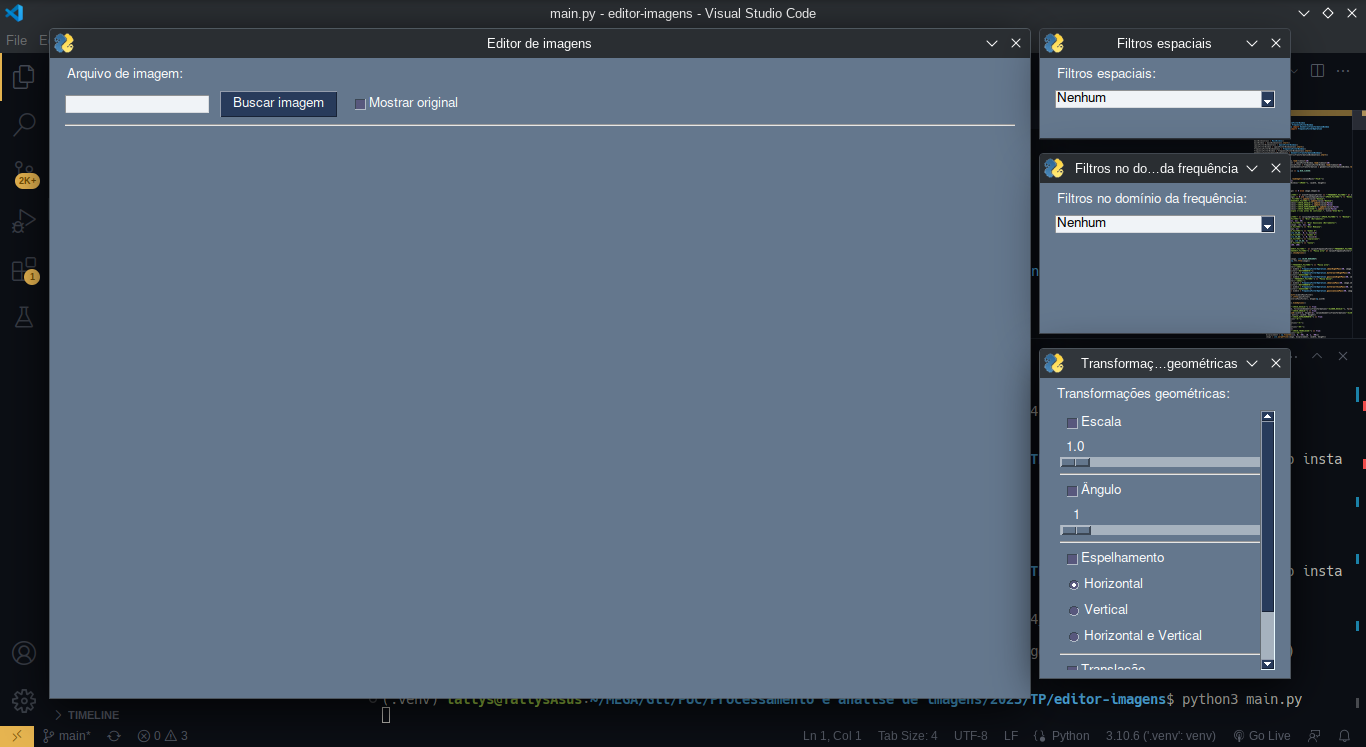 main.py - editor-imagens - Visual Studio Code
File
E
Editor de imagens
Arquivo de imagem:
Buscar imagem
Mostrar original
Filtros espaciais
Filtros espaciais:
Nenhum
Filtros no do…da frequência
Filtros no domínio da frequência:
Nenhum
Transformaç…geométricas
Transformações geométricas:
Escala
1.0
Ângulo
1
Espelhamento
Horizontal
Vertical
Horizontal e Vertical
Translação
2K+
1
insta
insta
(.venv) tallys@TallysAsus:~/MEGA/Git/PUC/Processamento e análise de imagens/2023/TP/editor-imagens$ python3 main.py
TIMELINE
main*
0
3
Ln 1, Col 1
Tab Size: 4
UTF-8
LF
Python
3.10.6 ('.venv': venv)
Go Live